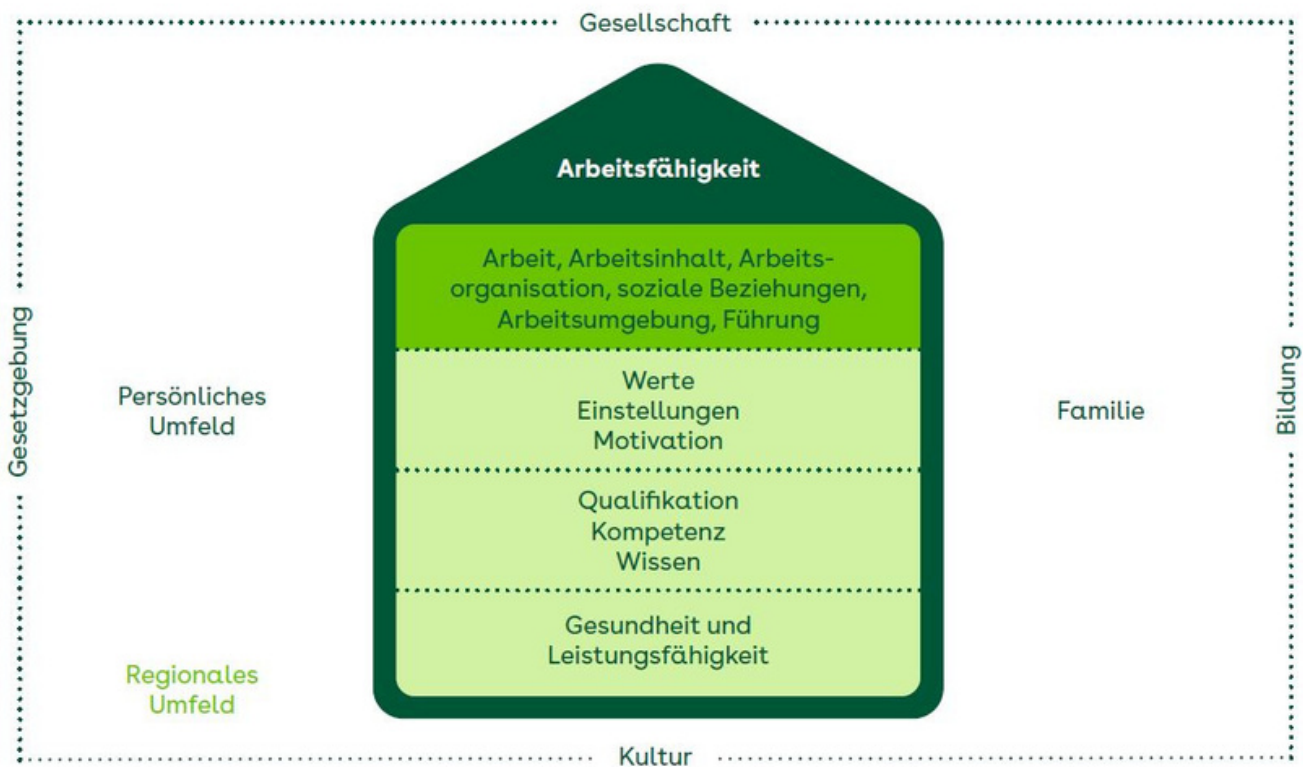 Gesellschaft
Arbeitsfähigkeit
Arbeit, Arbeitsinhalt, Arbeits-
organisation, soziale Beziehungen,
Arbeitsumgebung, Führung
Gesetzgebung
Persönliches
Umfeld
Werte
Einstellungen
Motivation
Familie
Bildung
Qualifikation
Kompetenz
Wissen
Gesundheit und
Leistungsfähigkeit
Regionales
Umfeld
Kultur